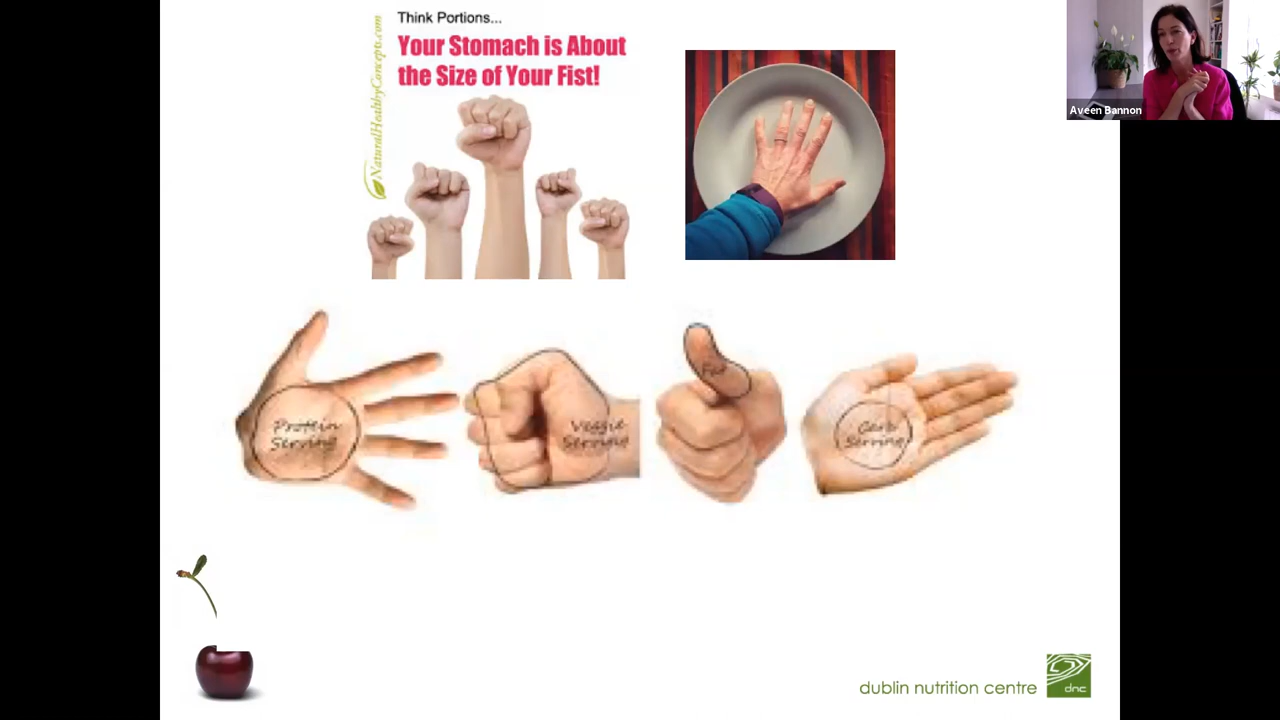 Think Portions...
Your Stomach is About
the Size of Your Fist!
NaturalHealthyConcepts.com
Aveen Bannon
Protein
Serving
Veggie
Serving
Fat
Carb
Serving
dublin nutrition centre
dnc